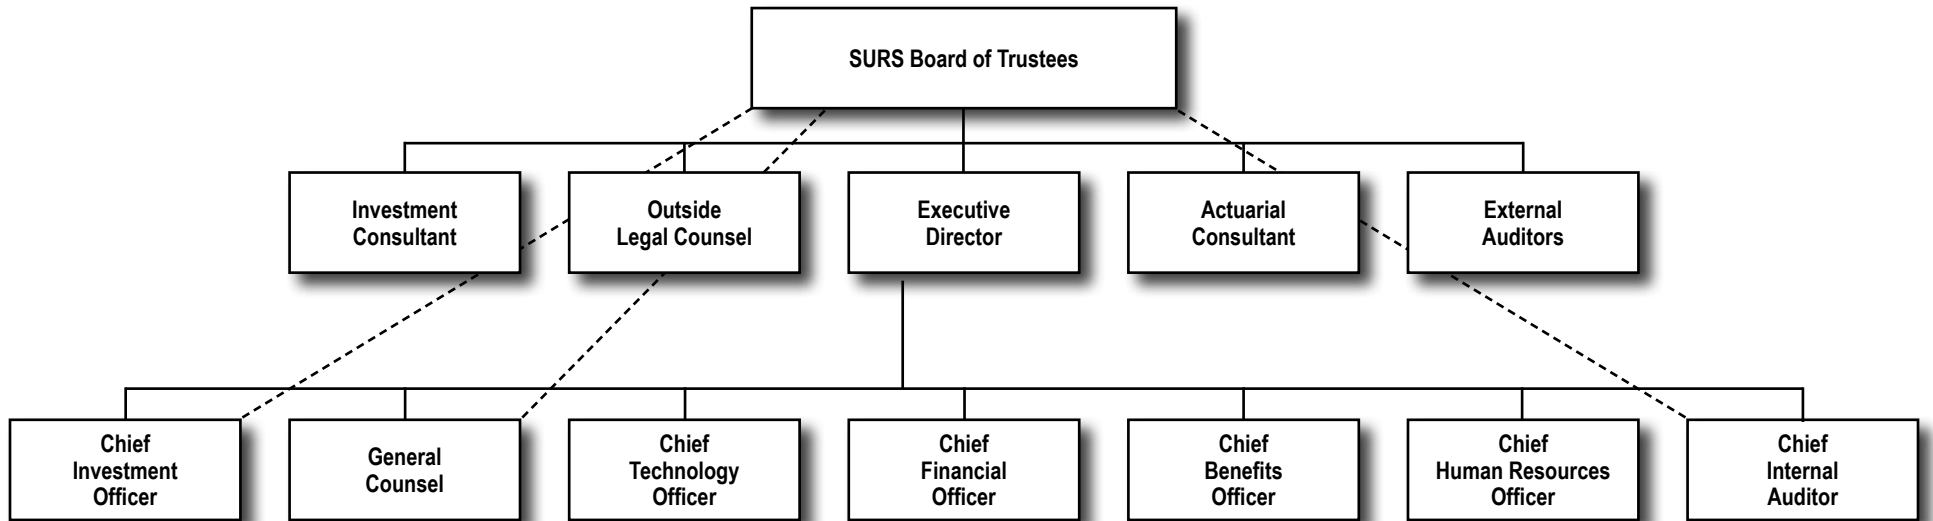 SURS Board of Trustees
Investment
Consultant
Outside
Legal Counsel
Executive
Director
Actuarial
Consultant
External
Auditors
Chief
Investment
Officer
General
Counsel
Chief
Technology
Officer
Chief
Financial
Officer
Chief
Benefits
Officer
Chief
Human Resources
Officer
Chief
Internal
Auditor